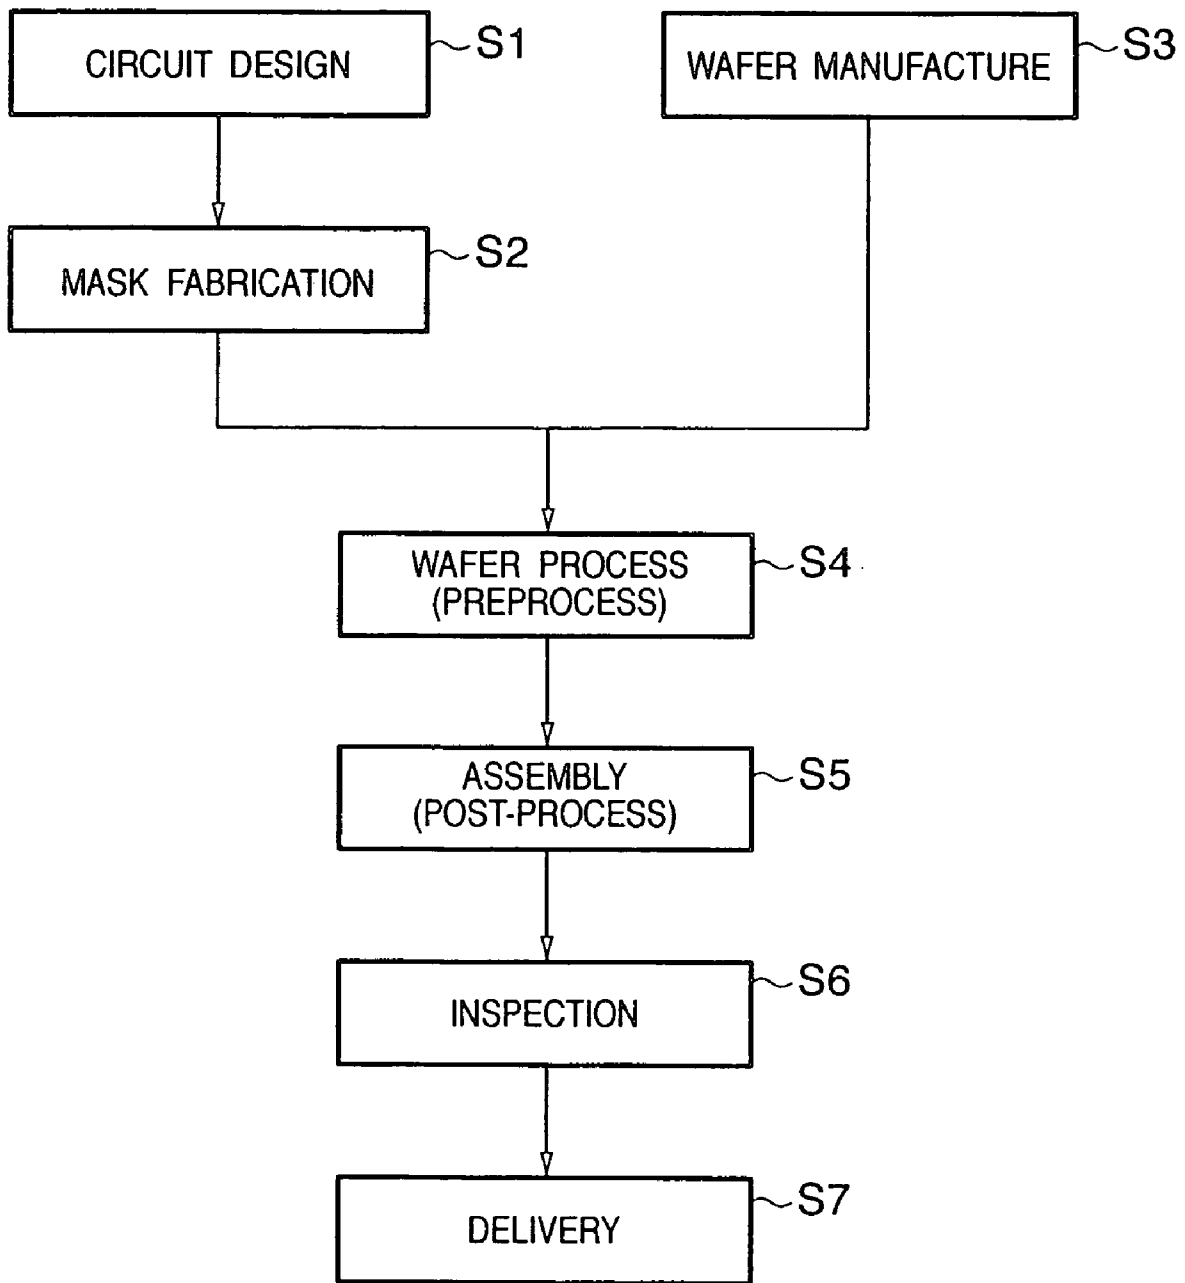 CIRCUIT DESIGN
S1
WAFER MANUFACTURE
S3
MASK FABRICATION
S2
WAFER PROCESS
(PREPROCESS)
S4
ASSEMBLY
(POST-PROCESS)
S5
INSPECTION
S6
DELIVERY
S7